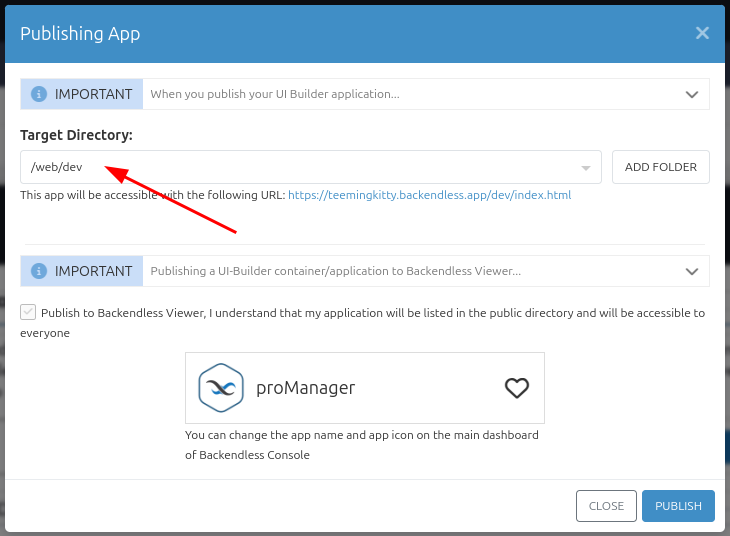 Publishing App
IMPORTANT When you publish your UI Builder application...
Target Directory:
/web/dev ADD FOLDER
This app will be accessible with the following URL: https://teemingkitty.backendless.app/dev/index.html
IMPORTANT Publishing a UI-Builder container/application to Backendless Viewer...
Publish to Backendless Viewer, I understand that my application will be listed in the public directory and will be accessible to
everyone
proManager
You can change the app name and app icon on the main dashboard
of Backendless Console
CLOSE PUBLISH